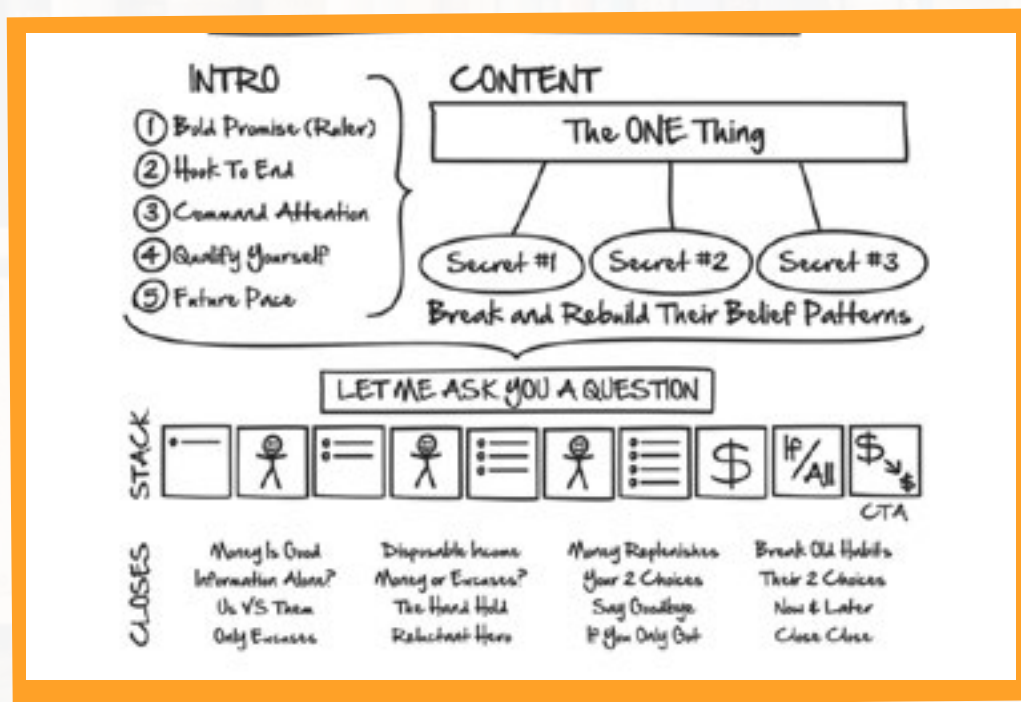 INTRO
1 Bold Promise (Ruler)
2 Hook To End
3 Command Attention
4 Qualify Yourself
5 Future Pace
CONTENT
The ONE Thing
Secret #1
Secret #2
Secret #3
Break and Rebuild Their Belief Patterns
LET ME ASK YOU A QUESTION
STACK
$
If/All
$ $
CTA
CLOSES
Money Is Good
Information Alone?
Us VS Them
Only Excuses
Disposable Income
Money or Excuses?
The Hand Hold
Reluctant Hero
Money Replenishes
Your 2 Choices
Say Goodbye
If You Only Got
Break Old Habits
Their 2 Choices
Now & Later
Close Close